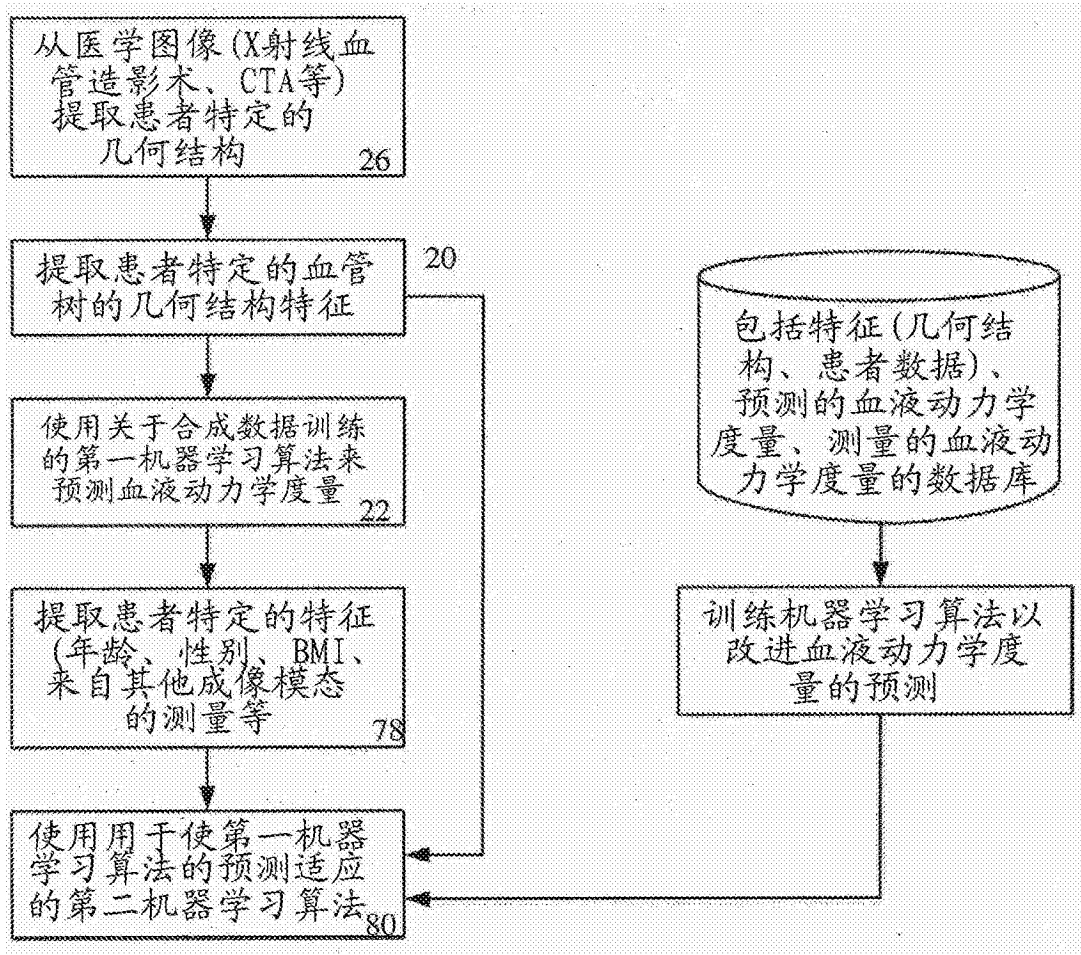 从医学图像(X射线血
管造影术、CTA等)
提取患者特定的
几何结构
26
提取患者特定的血管
树的几何结构特征
20
使用关于合成数据训练
的第一机器学习算法来
预测血液动力学度量
22
提取患者特定的特征
(年龄、性别、BMI、
来自其他成像模态
的测量等
78
使用用于使第一机器
学习算法的预测适应
的第二机器学习算法
80
包括特征(几何结
构、患者数据)、
预测的血液动力学
度量、测量的血液动
力学度量的数据库
训练机器学习算法以
改进血液动力学度
量的预测